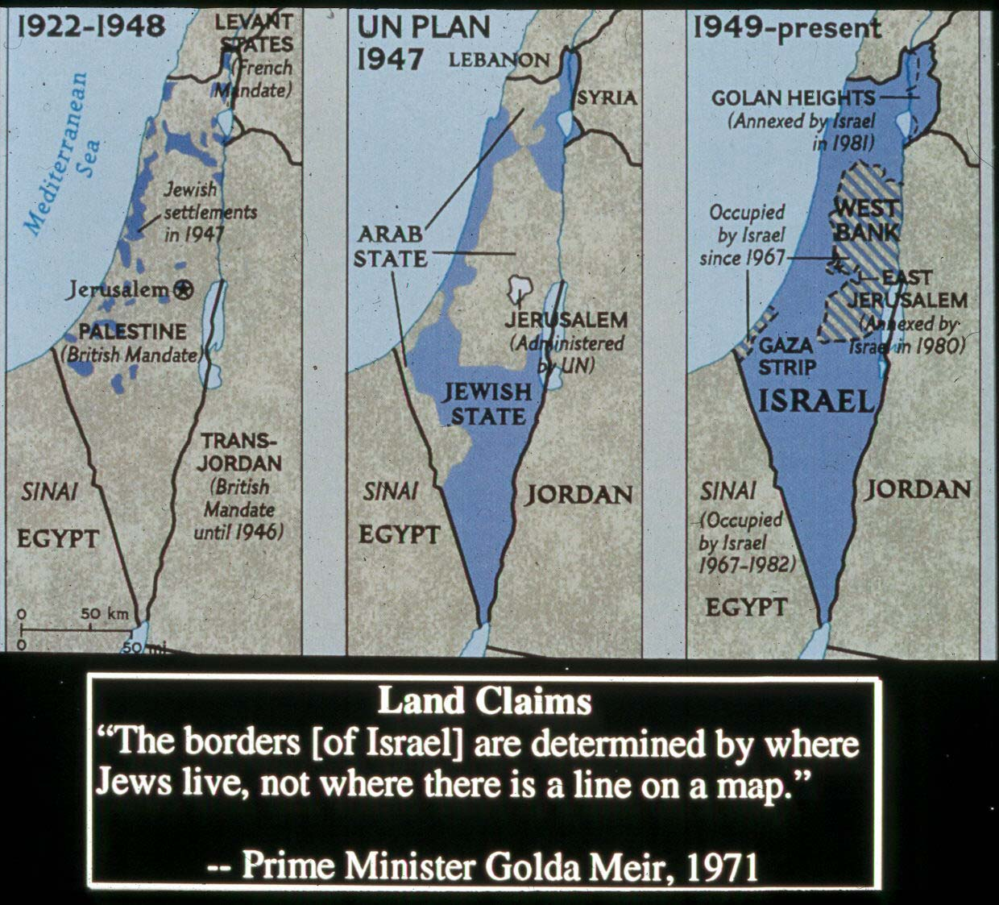 1922-1948
LEVANT
STATES
(French
Mandate)
Mediterranean
Sea
Jewish
settlements
in 1947
Jerusalem
PALESTINE
(British Mandate)
TRANS-
JORDAN
(British
Mandate
until 1946)
SINAI
EGYPT
0 50 km
0 50 mi
UN PLAN
1947
LEBANON
SYRIA
ARAB
STATE
JERUSALEM
(Administered
by UN)
JEWISH
STATE
SINAI
JORDAN
EGYPT
1949-present
GOLAN HEIGHTS
(Annexed by Israel
in 1981)
WEST
BANK
Occupied
by Israel
since 1967
EAST
JERUSALEM
(Annexed by
Israel in 1980)
GAZA
STRIP
ISRAEL
SINAI
(Occupied
by Israel
1967-1982)
JORDAN
EGYPT
Land Claims
“The borders [of Israel] are determined by where
Jews live, not where there is a line on a map.”
-- Prime Minister Golda Meir, 1971